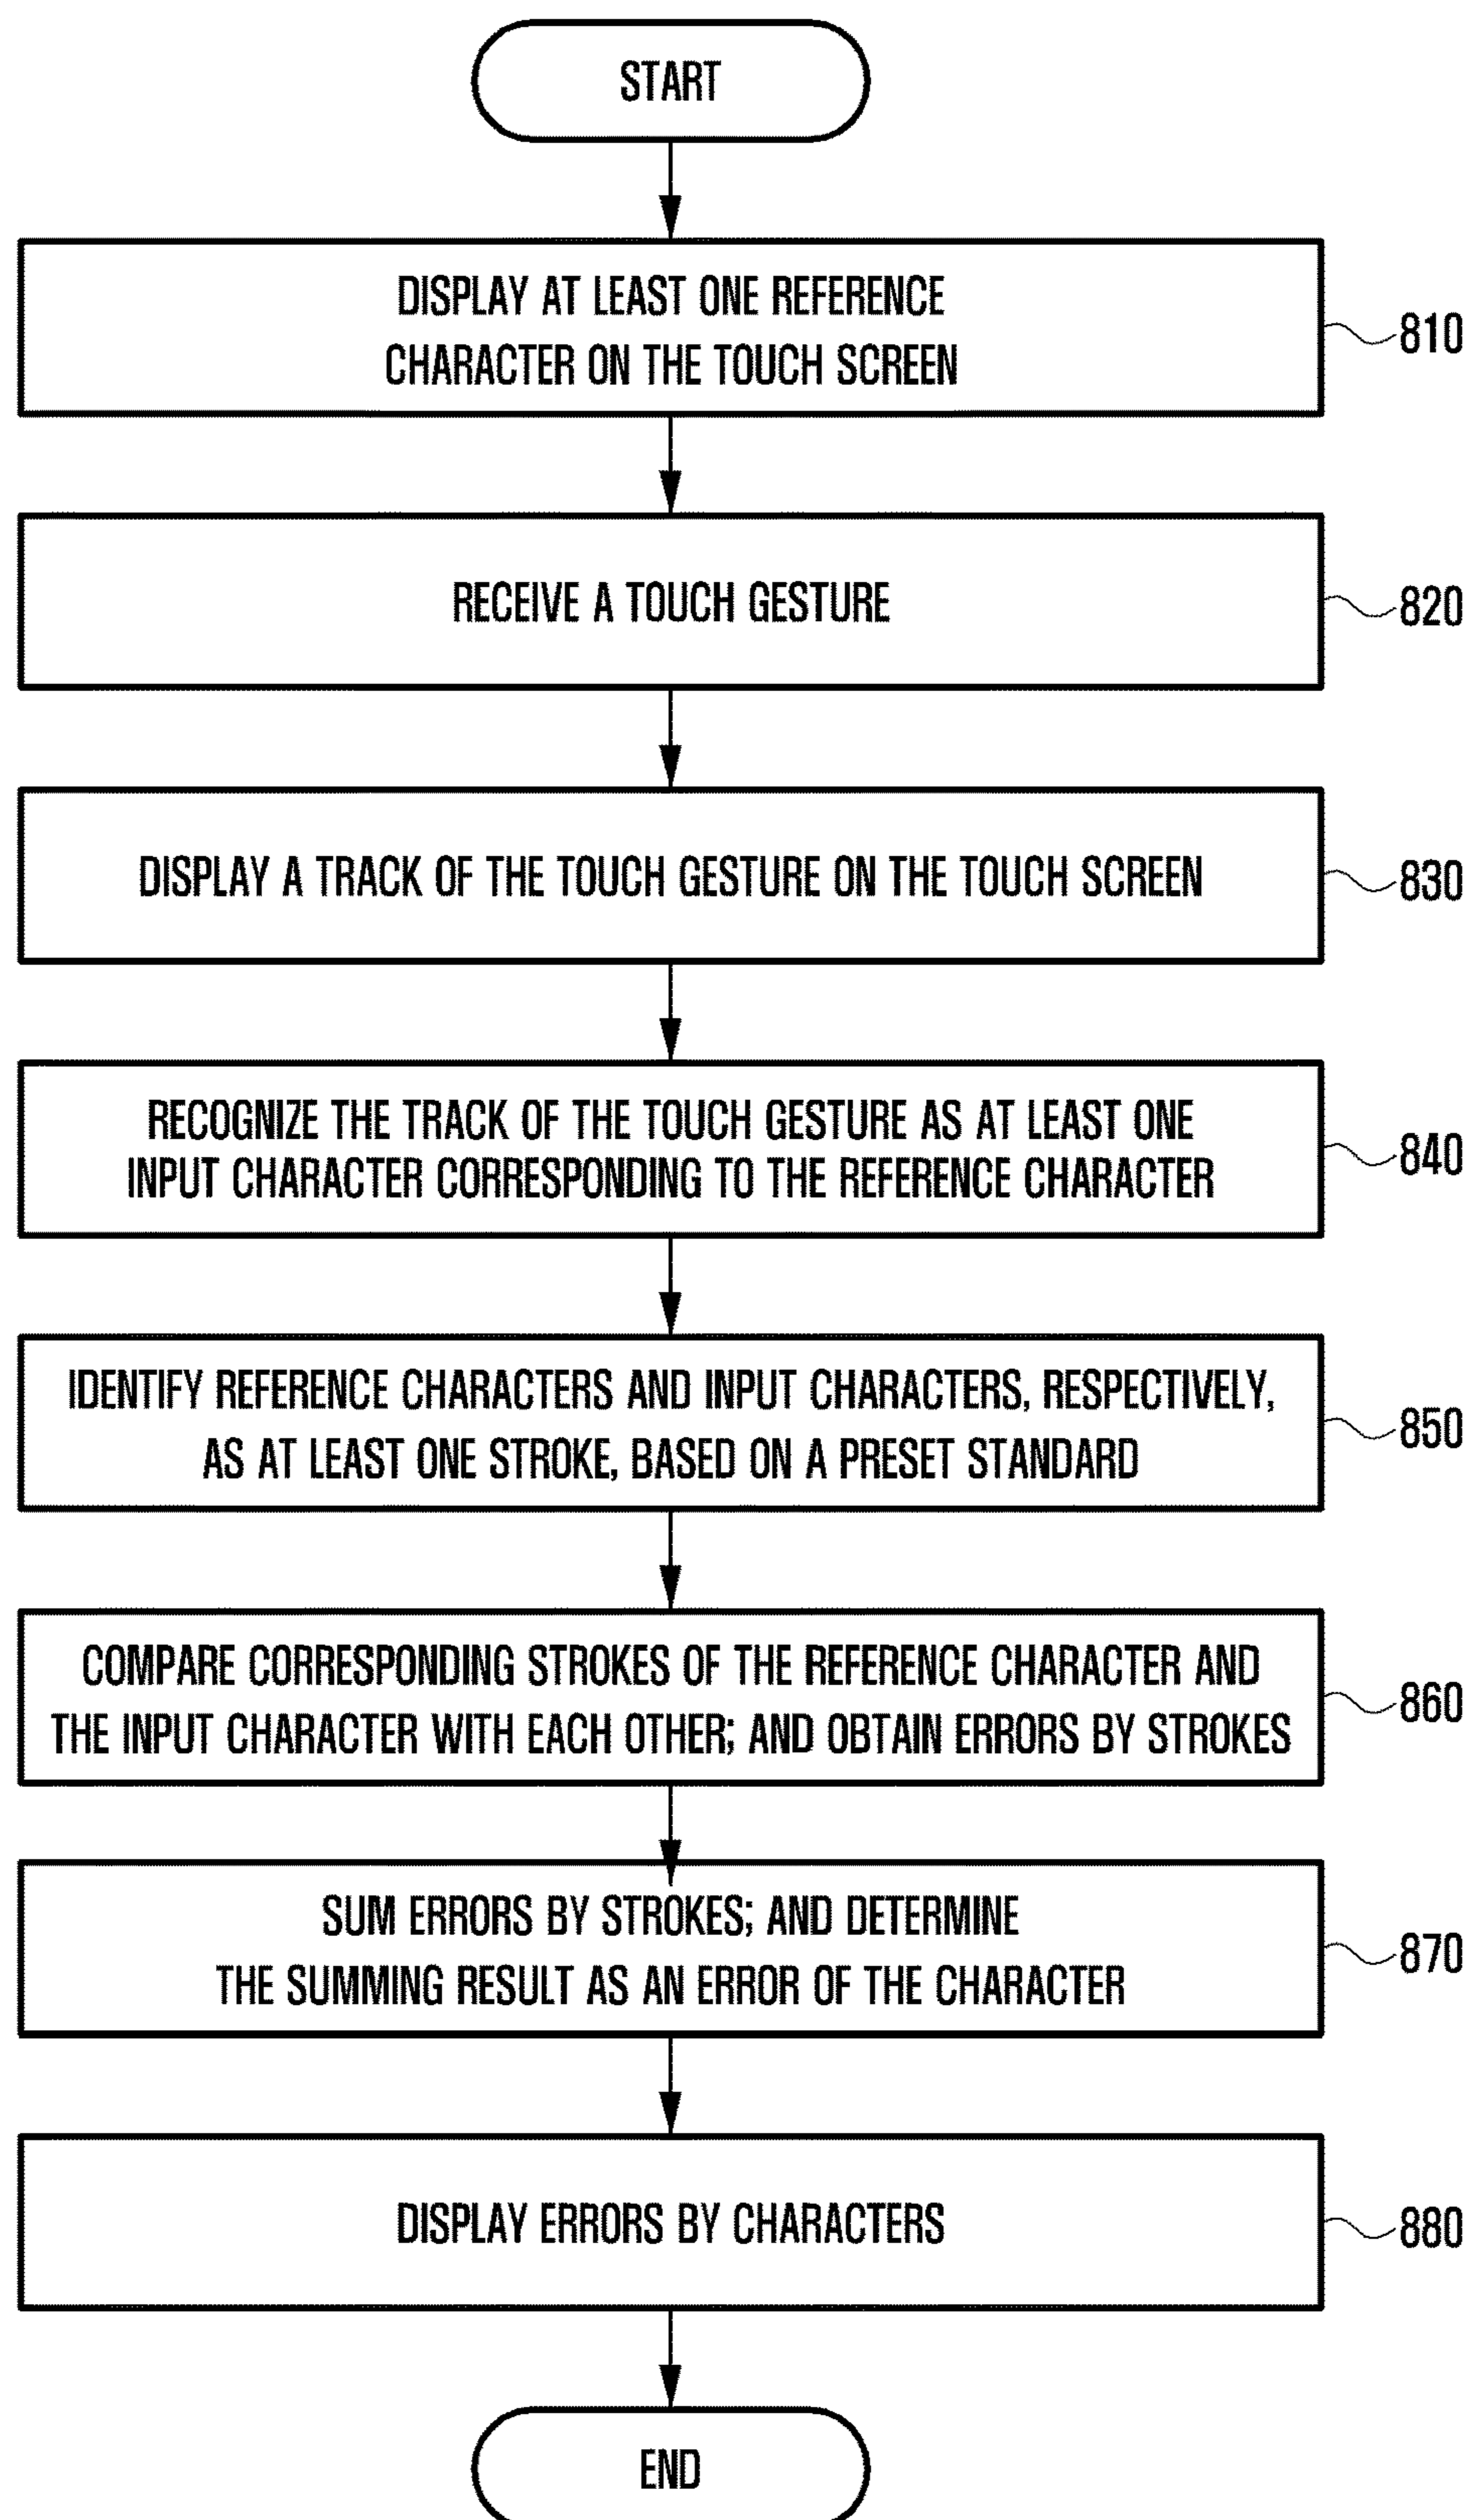 START
DISPLAY AT LEAST ONE REFERENCE
CHARACTER ON THE TOUCH SCREEN
810
RECEIVE A TOUCH GESTURE
820
DISPLAY A TRACK OF THE TOUCH GESTURE ON THE TOUCH SCREEN
830
RECOGNIZE THE TRACK OF THE TOUCH GESTURE AS AT LEAST ONE
INPUT CHARACTER CORRESPONDING TO THE REFERENCE CHARACTER
840
IDENTIFY REFERENCE CHARACTERS AND INPUT CHARACTERS, RESPECTIVELY,
AS AT LEAST ONE STROKE, BASED ON A PRESET STANDARD
850
COMPARE CORRESPONDING STROKES OF THE REFERENCE CHARACTER AND
THE INPUT CHARACTER WITH EACH OTHER; AND OBTAIN ERRORS BY STROKES
860
SUM ERRORS BY STROKES; AND DETERMINE
THE SUMMING RESULT AS AN ERROR OF THE CHARACTER
870
DISPLAY ERRORS BY CHARACTERS
880
END